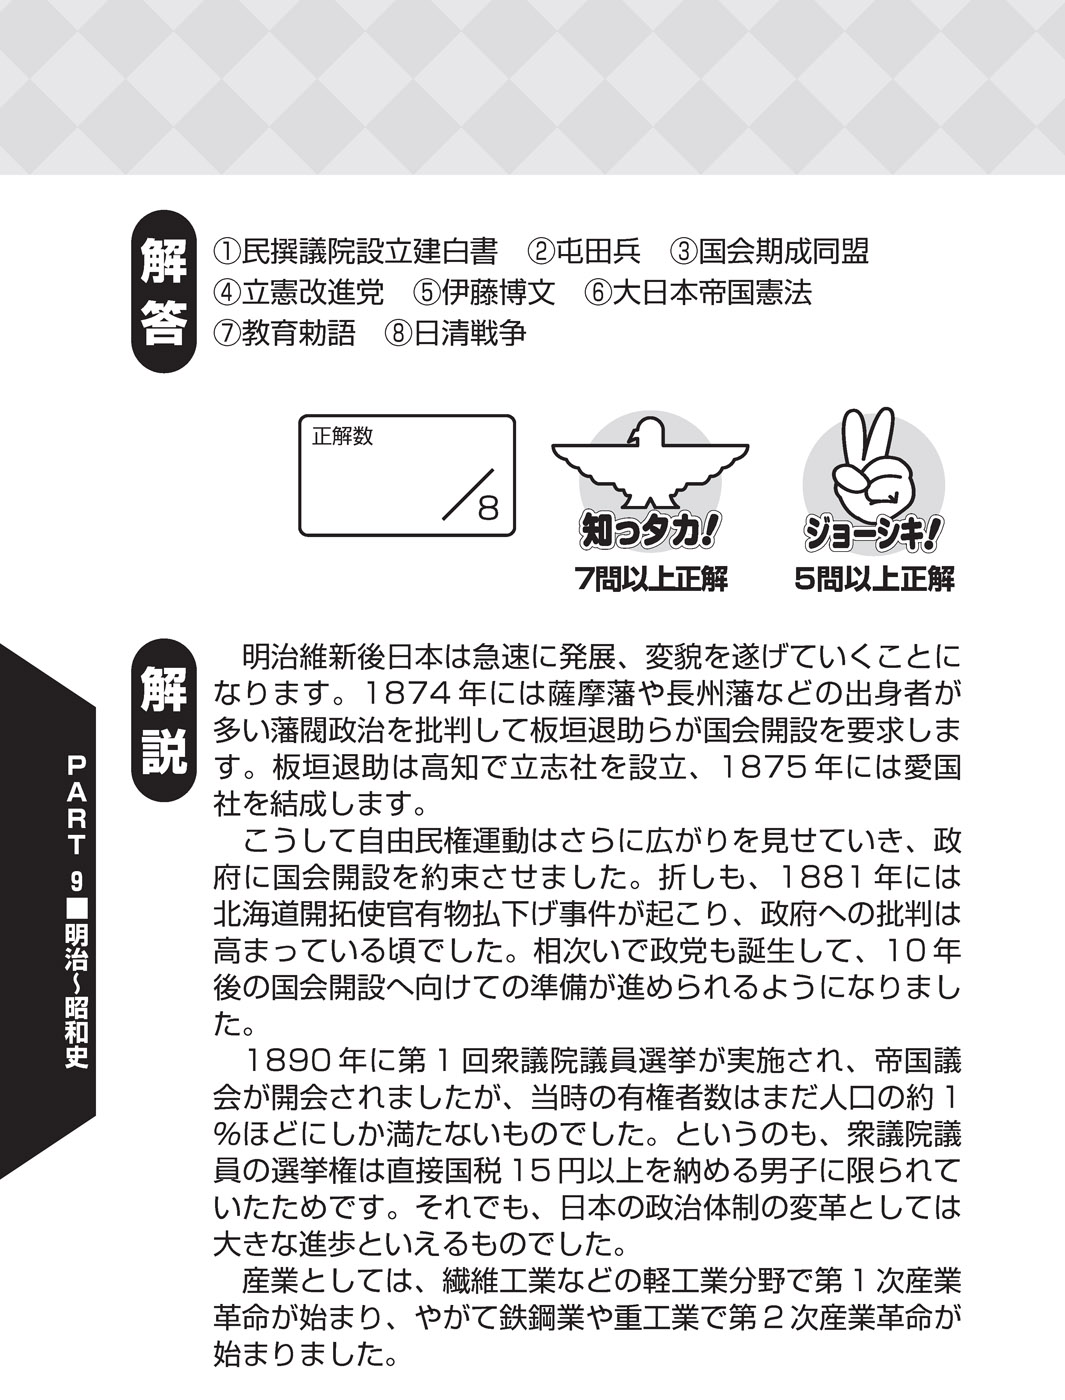 解答
①民撰議院設立建白書　②屯田兵　③国会期成同盟
④立憲改進党　⑤伊藤博文　⑥大日本帝国憲法
⑦教育勅語　⑧日清戦争
正解数
／8
知っタカ！
7問以上正解
ジョーシキ！
5問以上正解
解説
　明治維新後日本は急速に発展、変貌を遂げていくことに
なります。1874年には薩摩藩や長州藩などの出身者が
多い藩閥政治を批判して板垣退助らが国会開設を要求しま
す。板垣退助は高知で立志社を設立、1875年には愛国
社を結成します。
　こうして自由民権運動はさらに広がりを見せていき、政
府に国会開設を約束させました。折しも、1881年には
北海道開拓使官有物払下げ事件が起こり、政府への批判は
高まっている頃でした。相次いで政党も誕生して、10年
後の国会開設へ向けての準備が進められるようになりまし
た。
　1890年に第1回衆議院議員選挙が実施され、帝国議
会が開会されましたが、当時の有権者数はまだ人口の約1
％ほどにしか満たないものでした。というのも、衆議院議
員の選挙権は直接国税15円以上を納める男子に限られて
いたためです。それでも、日本の政治体制の変革としては
大きな進歩といえるものでした。
　産業としては、繊維工業などの軽工業分野で第1次産業
革命が始まり、やがて鉄鋼業や重工業で第2次産業革命が
始まりました。
PART 9■明治〜昭和史